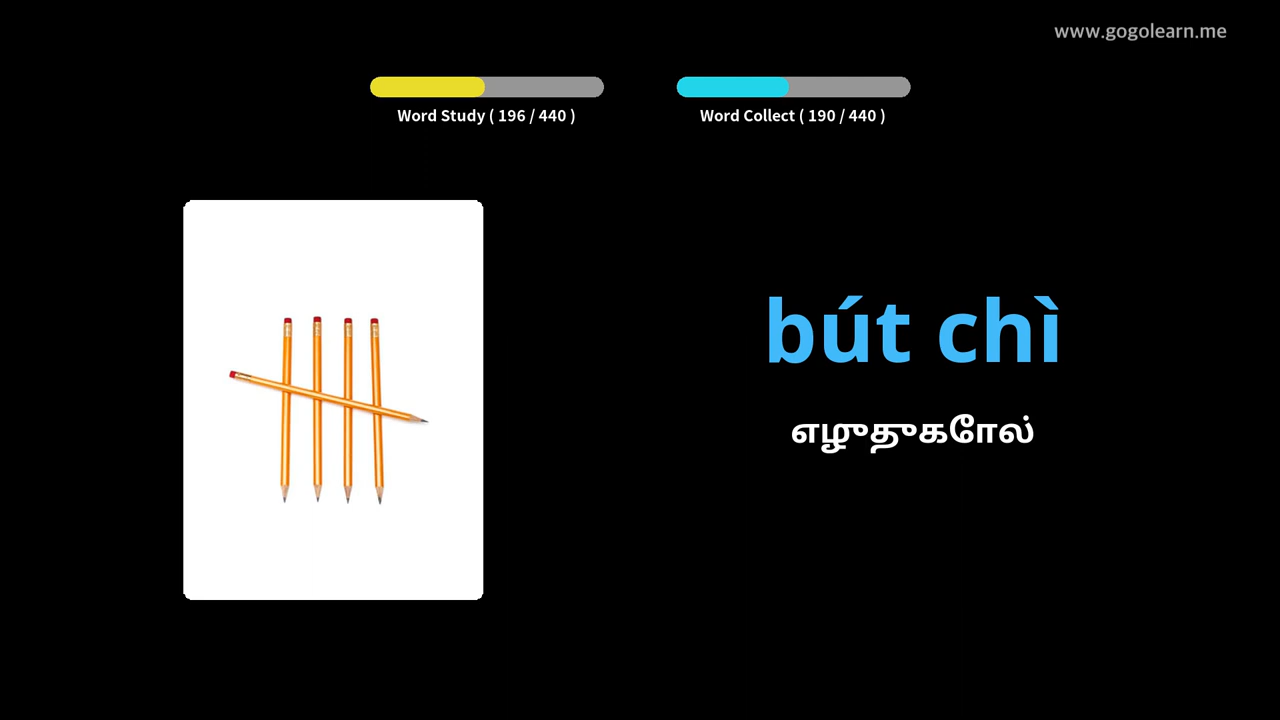 www.gogolearn.me
Word Study ( 196 / 440 )
Word Collect ( 190 / 440 )
bút chì
எழுதுகோல்